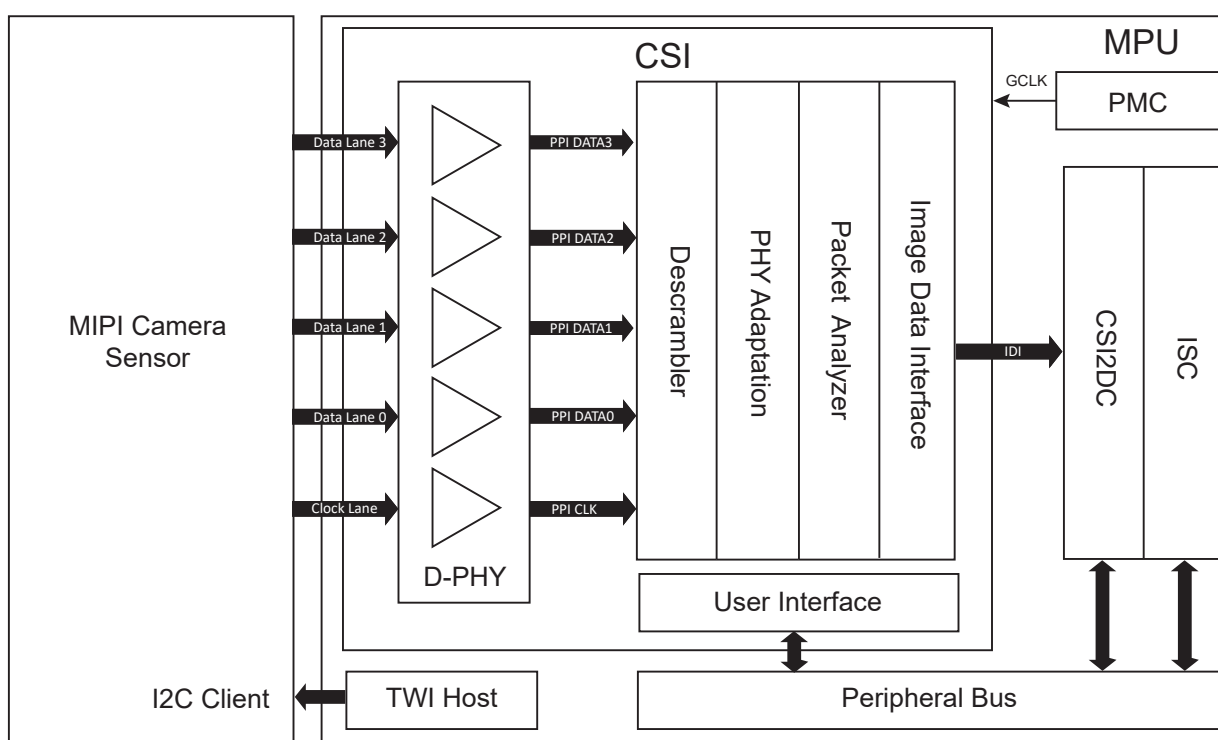 CSI
MPU
GCLK
PMC
Data Lane 3
PPI DATA3
Data Lane 2
PPI DATA2
Data Lane 1
PPI DATA1
Data Lane 0
PPI DATA0
Clock Lane
PPI CLK
MIPI Camera
Sensor
D-PHY
Descrambler
PHY Adaptation
Packet Analyzer
Image Data Interface
IDI
CSI2DC
ISC
User Interface
I2C Client
TWI Host
Peripheral Bus